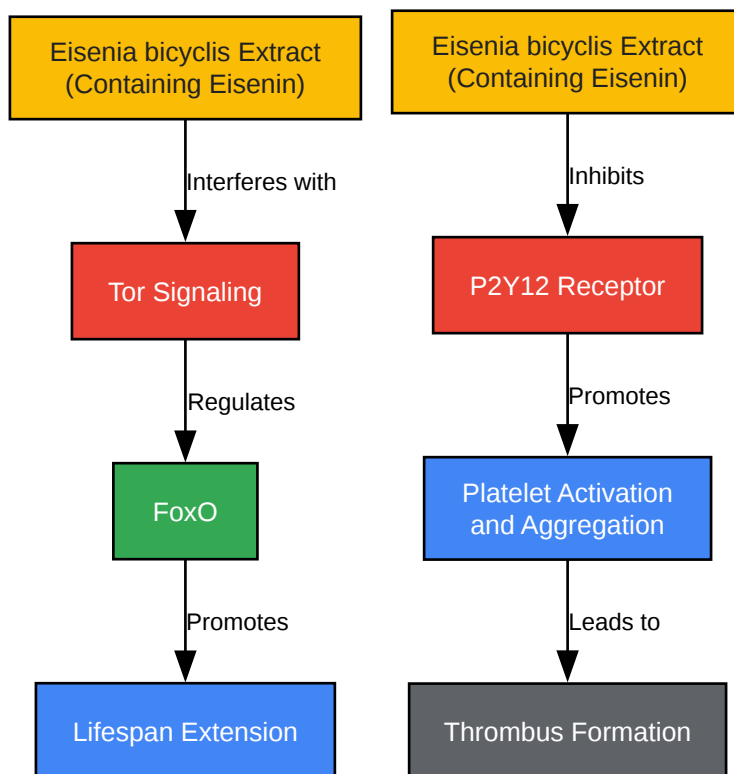 Eisenia bicyclis Extract
(Containing Eisenin)
Interferes with
Tor Signaling
Regulates
FoxO
Promotes
Lifespan Extension
Eisenia bicyclis Extract
(Containing Eisenin)
Inhibits
P2Y12 Receptor
Promotes
Platelet Activation
and Aggregation
Leads to
Thrombus Formation